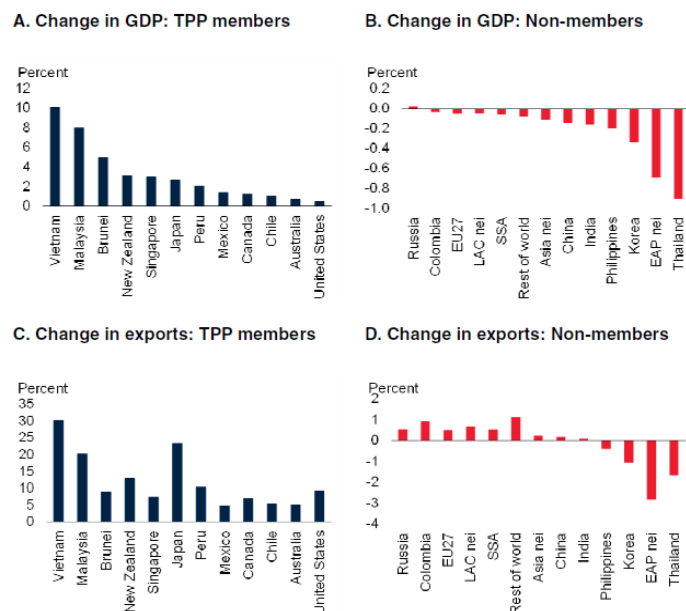 A. Change in GDP: TPP members
Percent
12
10
8
6
4
2
0
Vietnam
Malaysia
Brunei
New Zealand
Singapore
Japan
Peru
Mexico
Canada
Chile
Australia
United States
B. Change in GDP: Non-members
Percent
0.2
0.0
-0.2
-0.4
-0.6
-0.8
-1.0
Russia
Colombia
EU27
LAC nei
SSA
Rest of world
Asia nei
China
India
Philippines
Korea
EAP nei
Thailand
C. Change in exports: TPP members
Percent
35
30
25
20
15
10
5
0
Vietnam
Malaysia
Brunei
New Zealand
Singapore
Japan
Peru
Mexico
Canada
Chile
Australia
United States
D. Change in exports: Non-members
Percent
2
1
0
-1
-2
-3
-4
Russia
Colombia
EU27
LAC nei
SSA
Rest of world
Asia nei
China
India
Philippines
Korea
EAP nei
Thailand